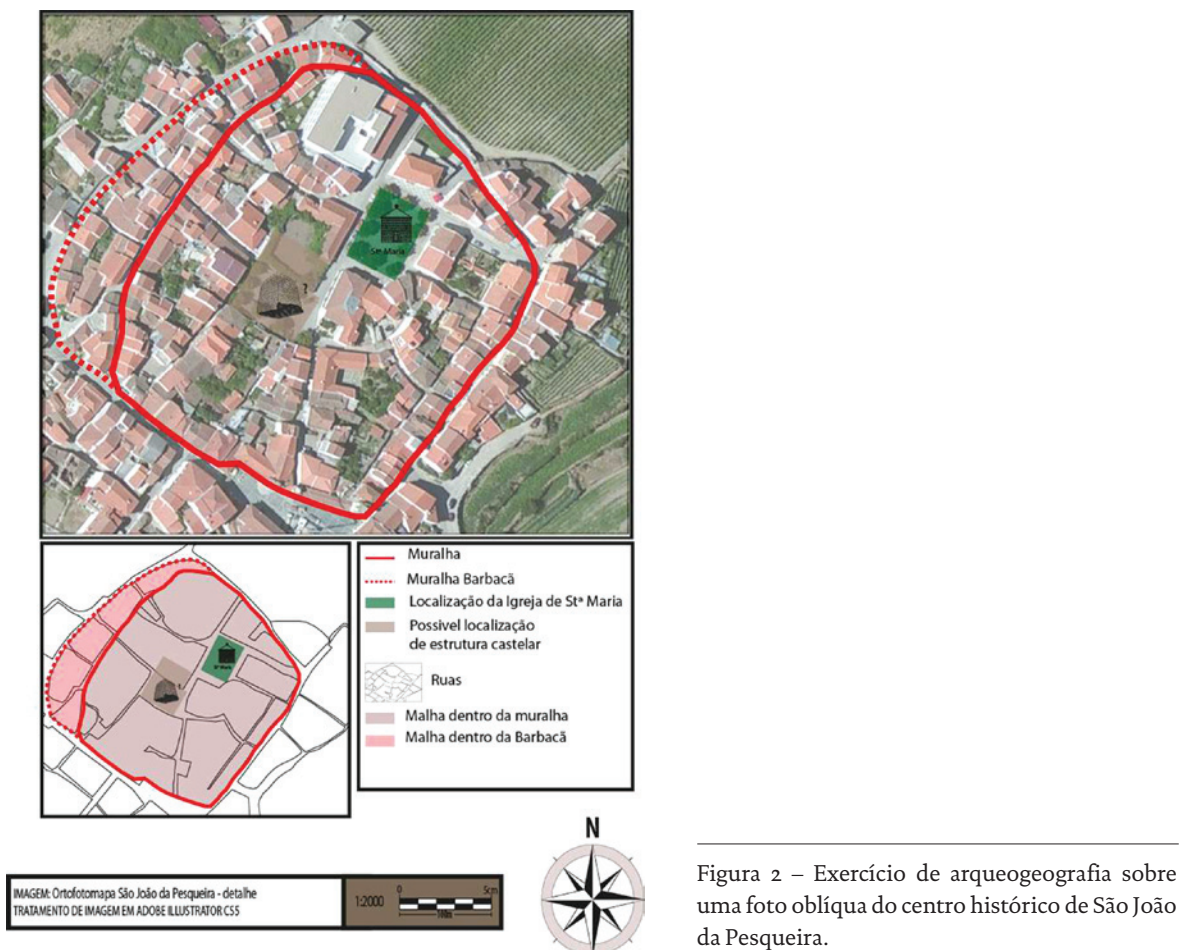 Stª Maria
?
Muralha
Muralha Barbacã
Localização da Igreja de Stª Maria
Possivel localização
de estrutura castelar
Ruas
Malha dentro da muralha
Malha dentro da Barbacã
N
IMAGEM: Ortofotomapa São João da Pesqueira - detalhe
TRATAMENTO DE IMAGEM EM ADOBE ILLUSTRATOR CS5
1:2000
0 5cm
100m
Figura 2 – Exercício de arqueogeografia sobre
uma foto oblíqua do centro histórico de São João
da Pesqueira.